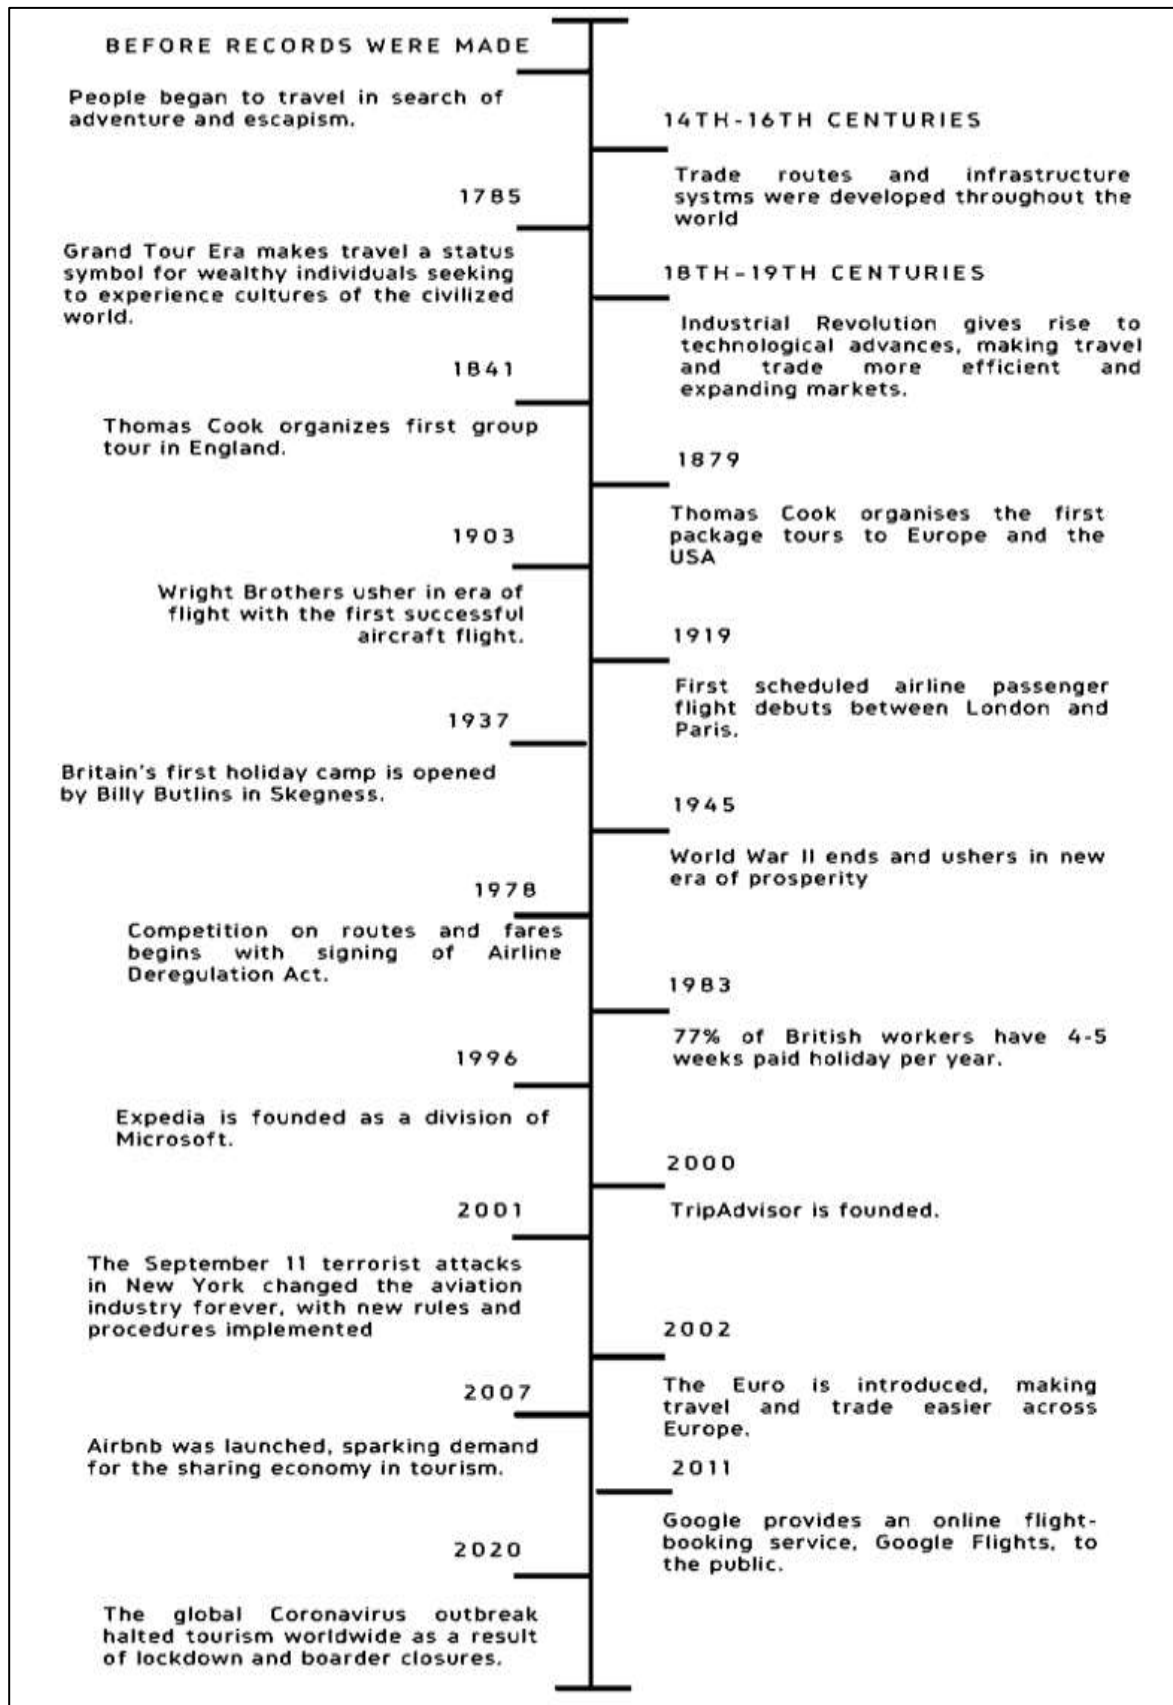 BEFORE RECORDS WERE MADE
People began to travel in search of
adventure and escapism.
14TH-16TH CENTURIES
Trade routes and infrastructure
systms were developed throughout the
world
1785
Grand Tour Era makes travel a status
symbol for wealthy individuals seeking
to experience cultures of the civilized
world.
18TH-19TH CENTURIES
Industrial Revolution gives rise to
technological advances, making travel
and trade more efficient and
expanding markets.
1841
Thomas Cook organizes first group
tour in England.
1879
Thomas Cook organises the first
package tours to Europe and the
USA
1903
Wright Brothers usher in era of
flight with the first successful
aircraft flight.
1919
First scheduled airline passenger
flight debuts between London and
Paris.
1937
Britain's first holiday camp is opened
by Billy Butlins in Skegness.
1945
World War II ends and ushers in new
era of prosperity
1978
Competition on routes and fares
begins with signing of Airline
Deregulation Act.
1983
77% of British workers have 4-5
weeks paid holiday per year.
1996
Expedia is founded as a division of
Microsoft.
2000
TripAdvisor is founded.
2001
The September 11 terrorist attacks
in New York changed the aviation
industry forever, with new rules and
procedures implemented
2002
The Euro is introduced, making
travel and trade easier across
Europe.
2007
Airbnb was launched, sparking demand
for the sharing economy in tourism.
2011
Google provides an online flight-
booking service, Google Flights, to
the public.
2020
The global Coronavirus outbreak
halted tourism worldwide as a result
of lockdown and boarder closures.